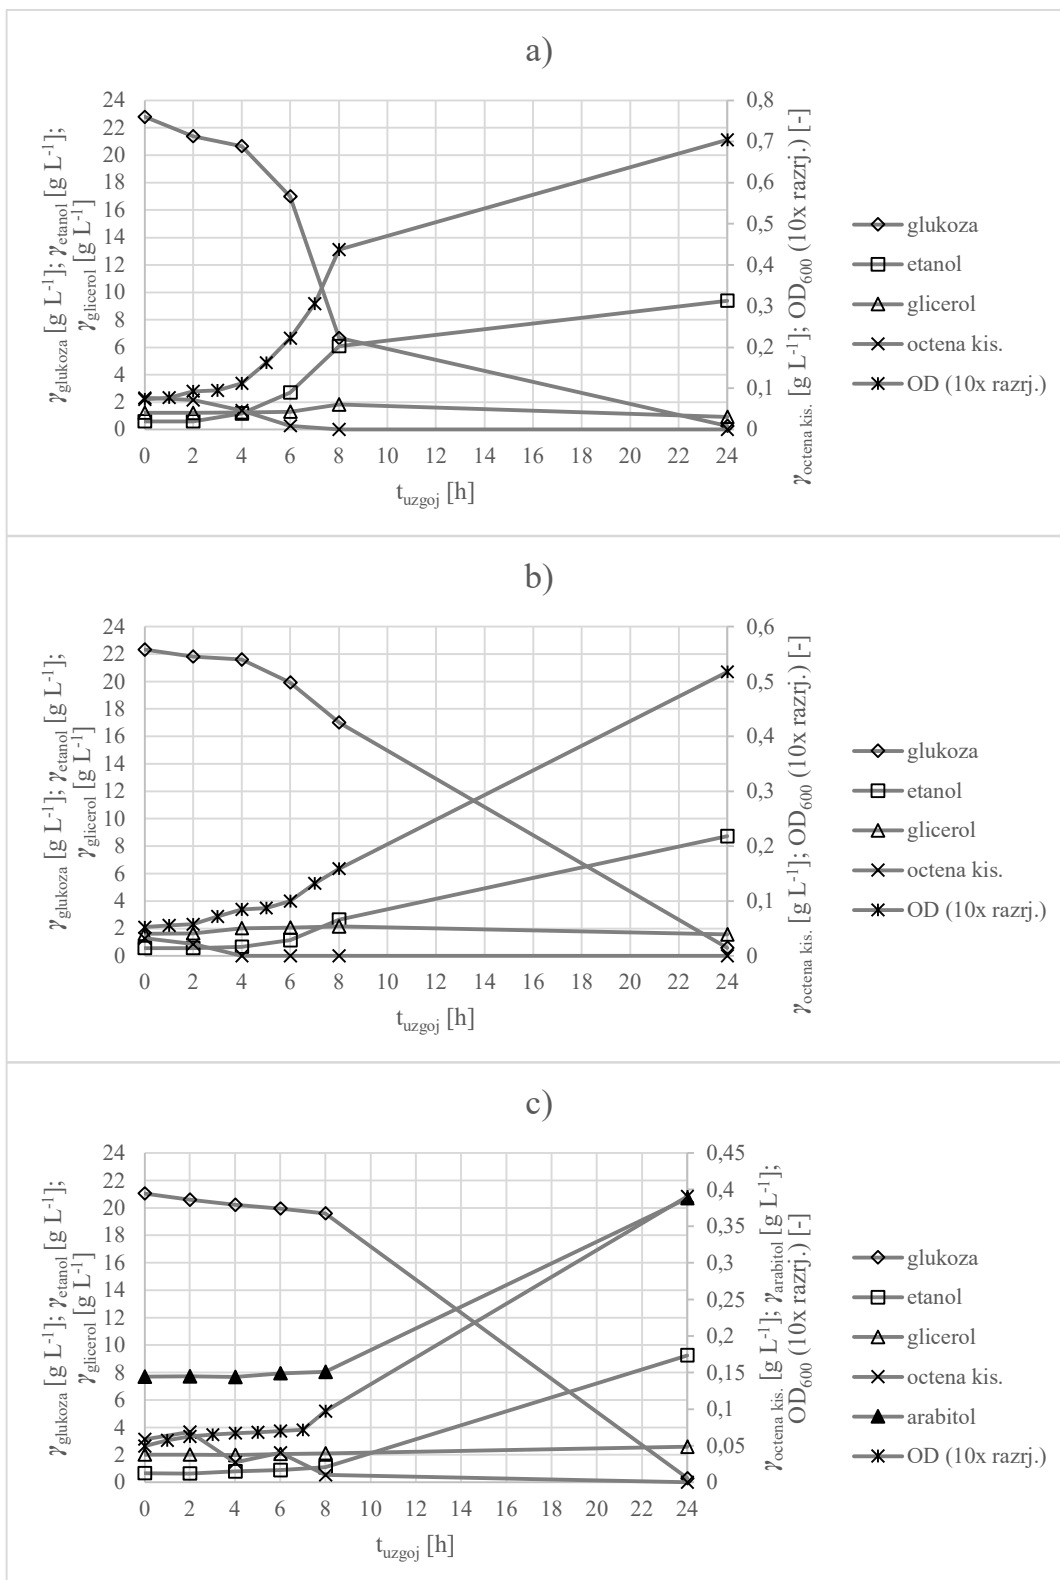 a)
γglukoza [g L-1]; γetanol [g L-1];
γglicerol [g L-1]
24
22
20
18
16
14
12
10
8
6
4
2
0
0 2 4 6 8 10 12 14 16 18 20 22 24
tuzgoj [h]
0,8
0,7
0,6
0,5
0,4
0,3
0,2
0,1
0
γoctena kis. [g L-1]; OD600 (10x razrj.) [-]
glukoza
etanol
glicerol
octena kis.
OD (10x razrj.)
b)
γglukoza [g L-1]; γetanol [g L-1];
γglicerol [g L-1]
24
22
20
18
16
14
12
10
8
6
4
2
0
0 2 4 6 8 10 12 14 16 18 20 22 24
tuzgoj [h]
0,6
0,5
0,4
0,3
0,2
0,1
0
γoctena kis. [g L-1]; OD600 (10x razrj.) [-]
glukoza
etanol
glicerol
octena kis.
OD (10x razrj.)
c)
γglukoza [g L-1]; γetanol [g L-1];
γglicerol [g L-1]
24
22
20
18
16
14
12
10
8
6
4
2
0
0 2 4 6 8 10 12 14 16 18 20 22 24
tuzgoj [h]
0,45
0,4
0,35
0,3
0,25
0,2
0,15
0,1
0,05
0
γoctena kis. [g L-1]; γarabitol [g L-1];
OD600 (10x razrj.) [-]
glukoza
etanol
glicerol
octena kis.
arabitol
OD (10x razrj.)